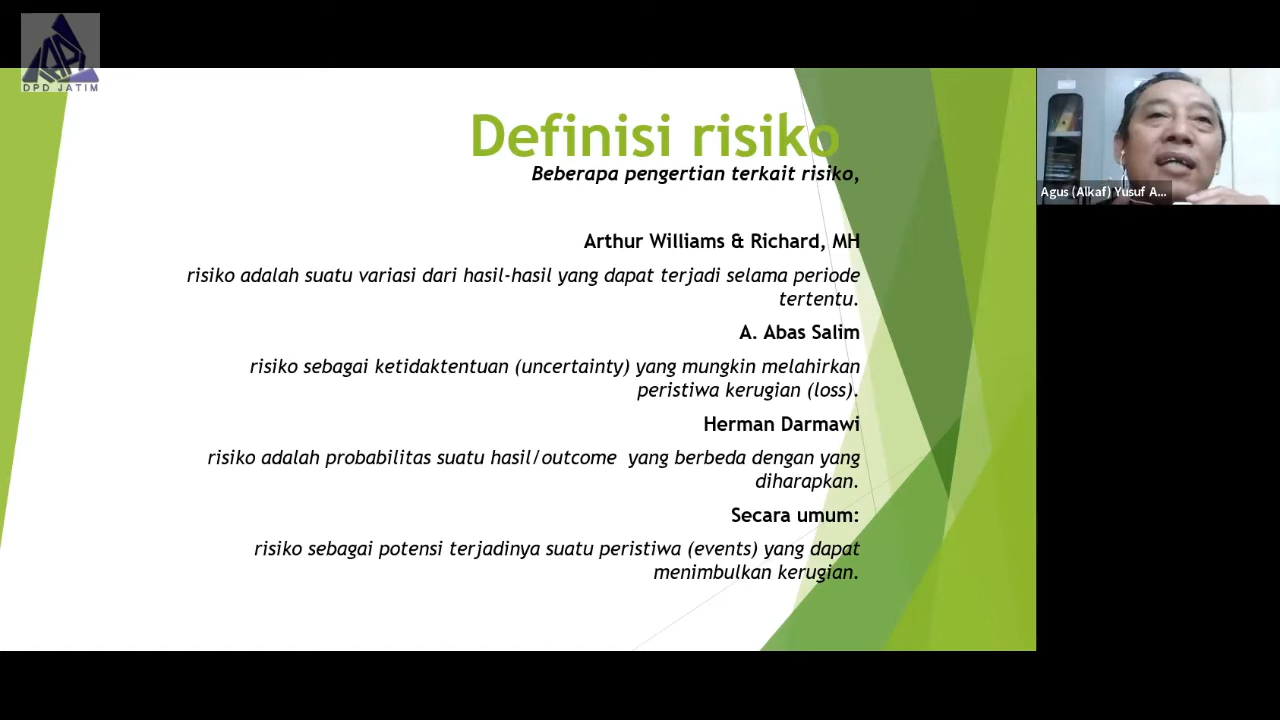 IAPI
DPD JATIM
Definisi risiko
Beberapa pengertian terkait risiko,
Arthur Williams & Richard, MH
risiko adalah suatu variasi dari hasil-hasil yang dapat terjadi selama periode
tertentu.
A. Abas Salim
risiko sebagai ketidaktentuan (uncertainty) yang mungkin melahirkan
peristiwa kerugian (loss).
Herman Darmawi
risiko adalah probabilitas suatu hasil/outcome  yang berbeda dengan yang
diharapkan.
Secara umum:
risiko sebagai potensi terjadinya suatu peristiwa (events) yang dapat
menimbulkan kerugian.
Agus (Alkaf) Yusuf A...